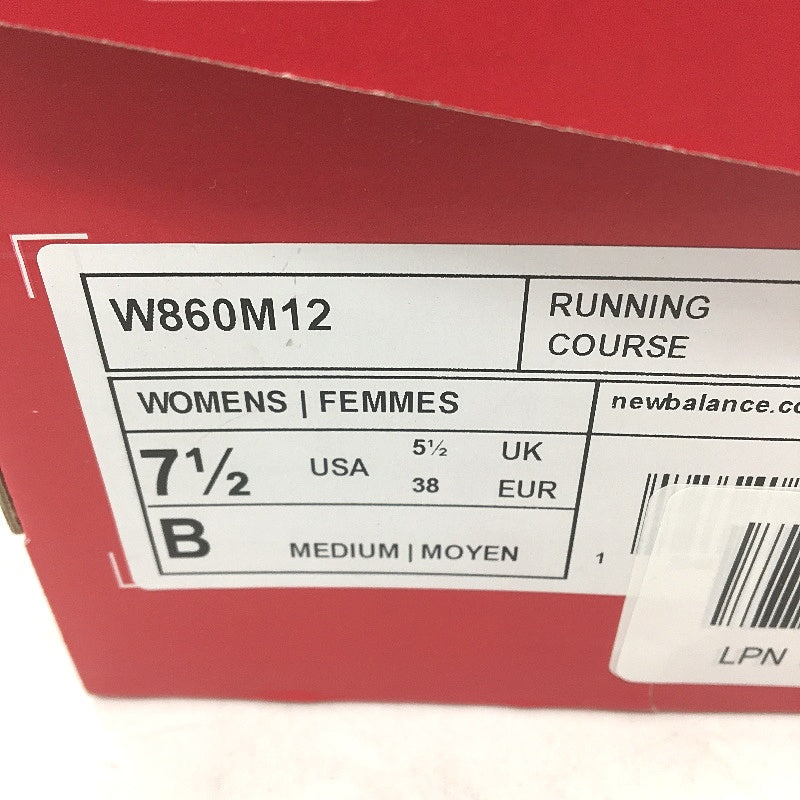 W860M12
RUNNING
COURSE
WOMENS | FEMMES
newbalance.co
7½ USA 5½ UK
38 EUR
B MEDIUM | MOYEN
1
LPN